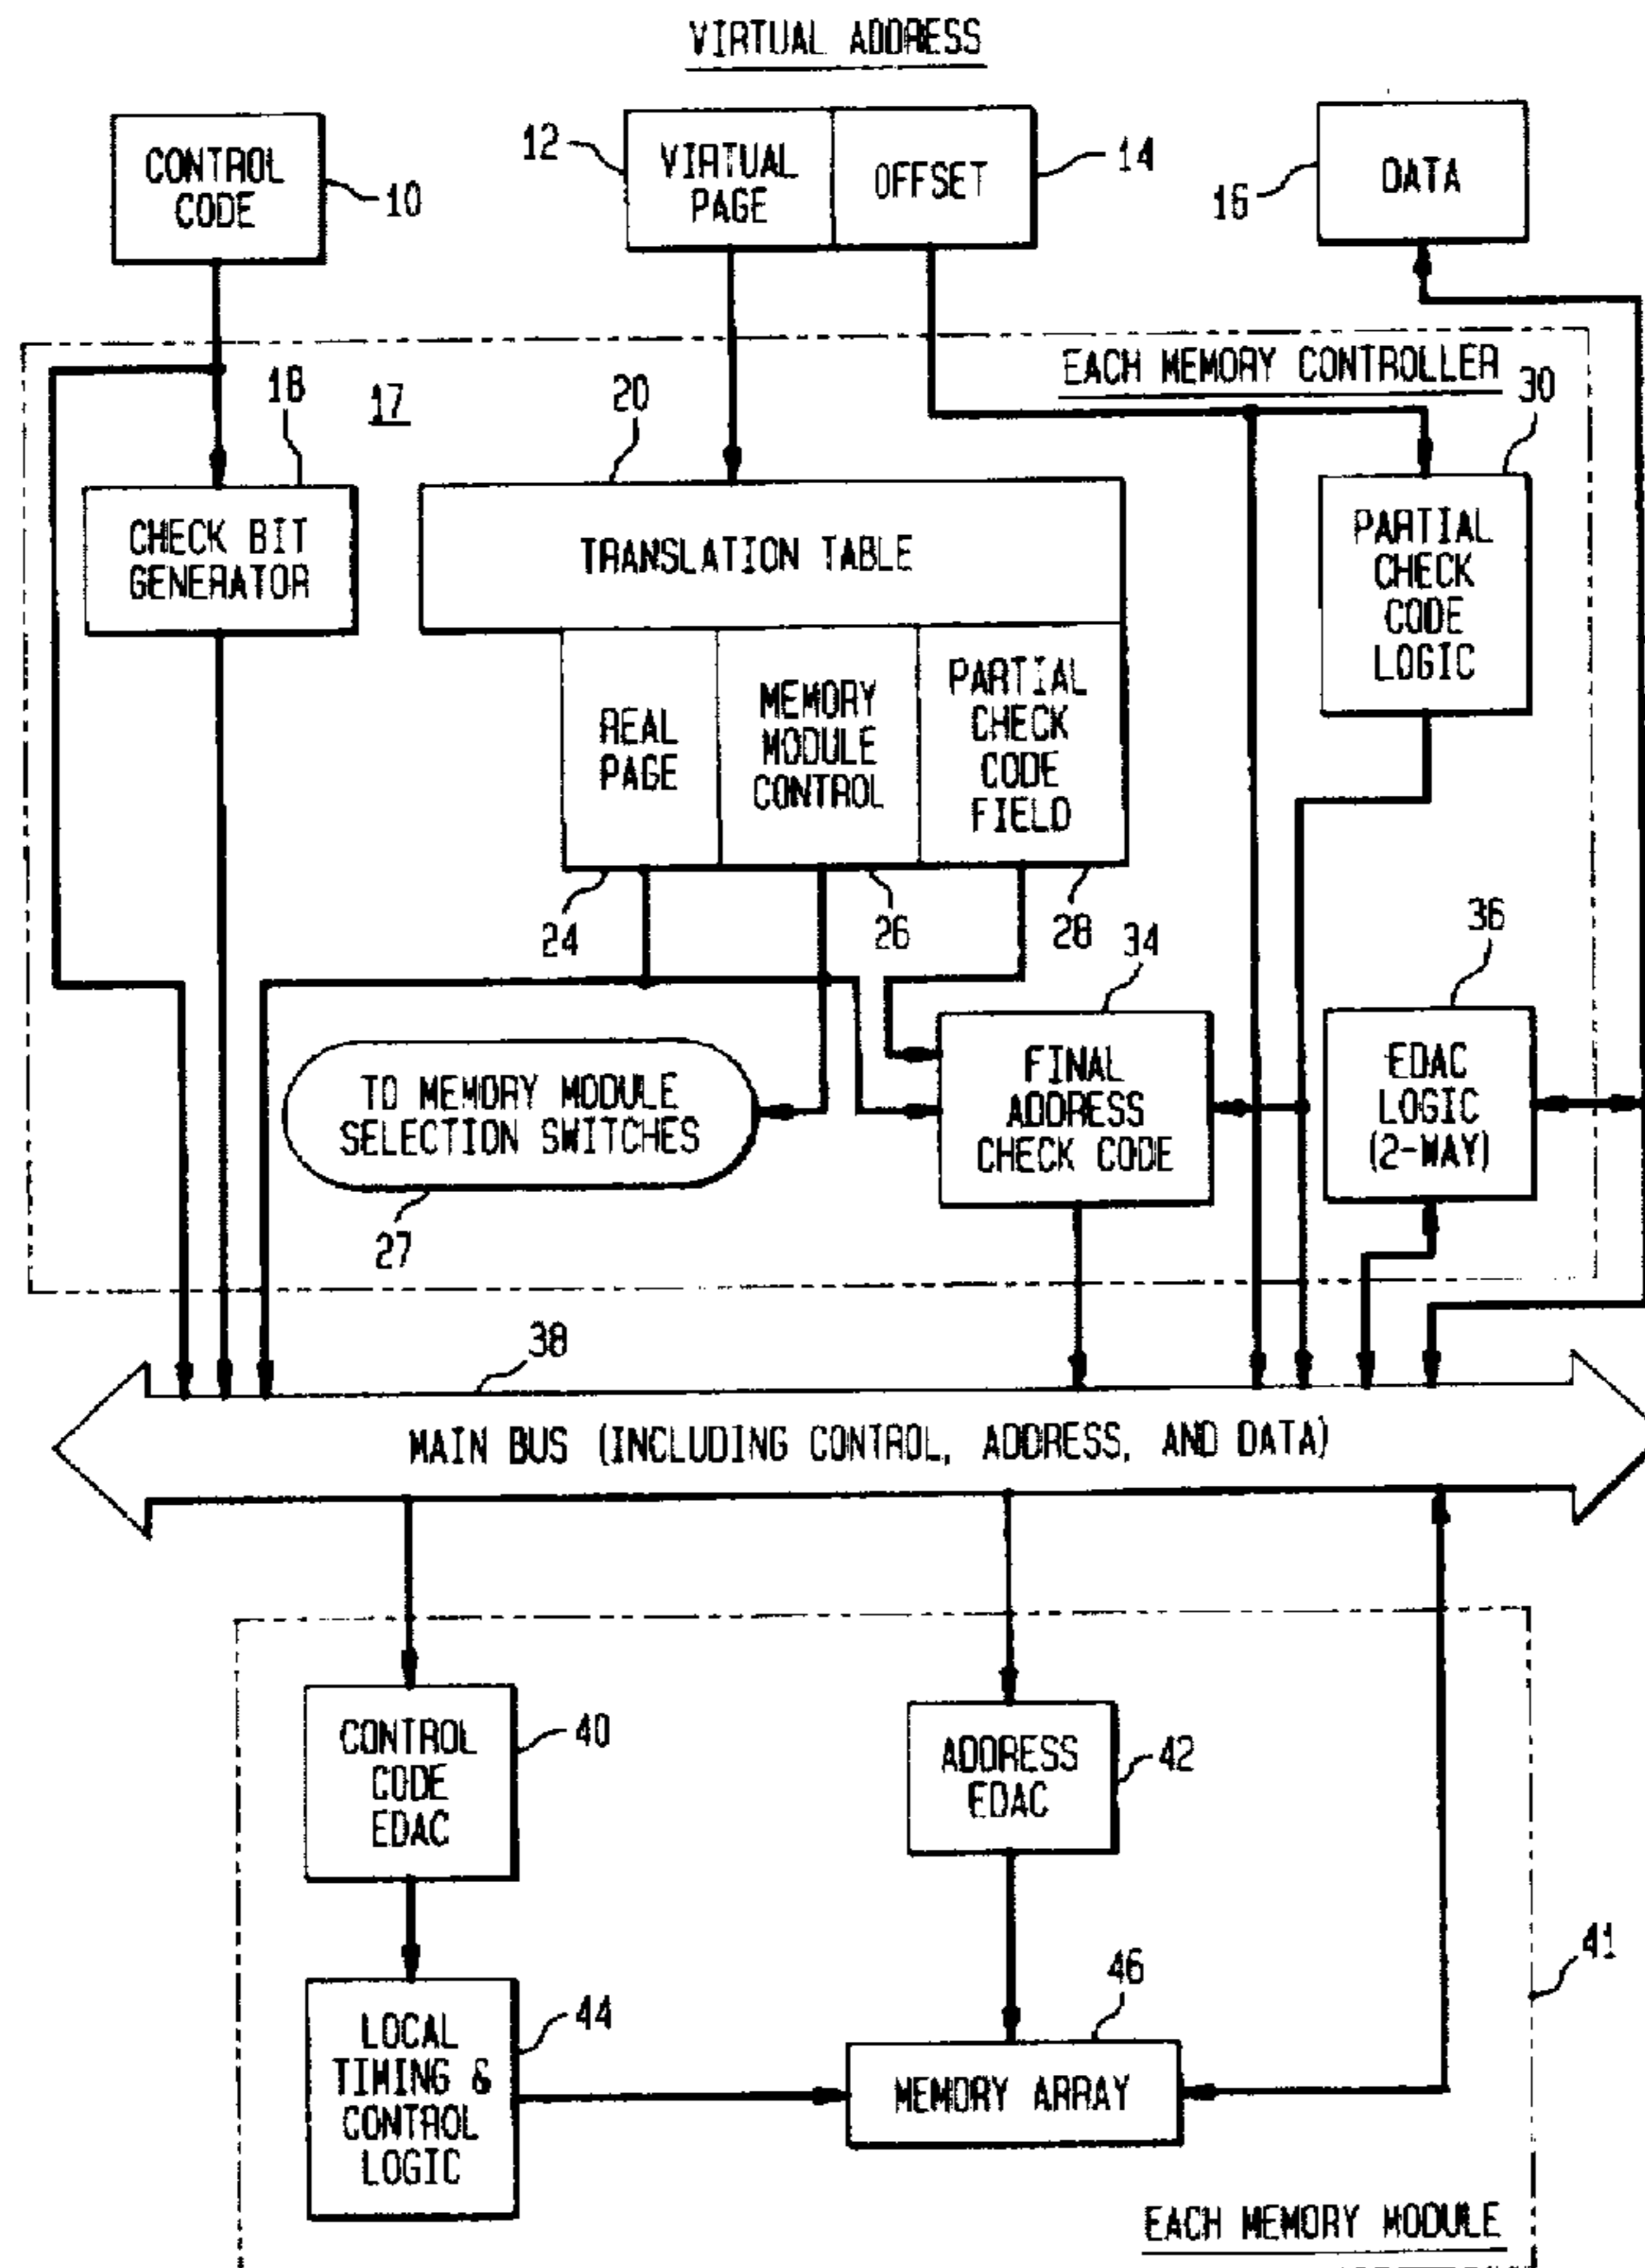 VIRTUAL ADDRESS
CONTROL
CODE
10
12
VIRTUAL
PAGE
OFFSET
14
16
DATA
EACH MEMORY CONTROLLER
17
18
20
30
CHECK BIT
GENERATOR
TRANSLATION TABLE
PARTIAL
CHECK
CODE
LOGIC
REAL
PAGE
MEMORY
MODULE
CONTROL
PARTIAL
CHECK
CODE
FIELD
24
26
28
34
36
TO MEMORY MODULE
SELECTION SWITCHES
27
FINAL
ADDRESS
CHECK CODE
EDAC
LOGIC
(2-WAY)
38
MAIN BUS (INCLUDING CONTROL, ADDRESS, AND DATA)
CONTROL
CODE
EDAC
40
ADDRESS
EDAC
42
41
LOCAL
TIMING &
CONTROL
LOGIC
44
46
MEMORY ARRAY
EACH MEMORY MODULE